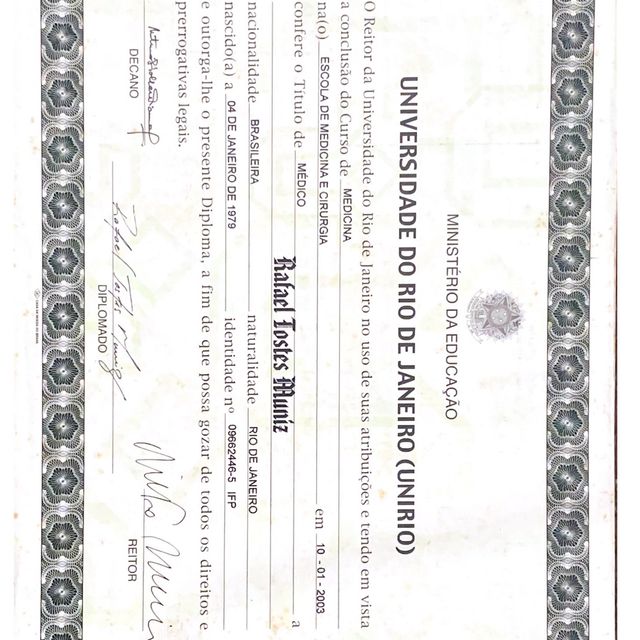 MINISTÉRIO DA EDUCAÇÃO
UNIVERSIDADE DO RIO DE JANEIRO (UNIRIO)
O Reitor da Universidade do Rio de Janeiro no uso de suas atribuições e tendo em vista
a conclusão do Curso de MEDICINA
na(o) ESCOLA DE MEDICINA E CIRURGIA em 10 - 01 - 2003
confere o Título de MÉDICO a
Rafael Tostes Muniz
nacionalidade BRASILEIRA naturalidade RIO DE JANEIRO
nascido(a) a 04 DE JANEIRO DE 1979 identidade nº 09662446-5 IFP
e outorga-lhe o presente Diploma, a fim de que possa gozar de todos os direitos e
prerrogativas legais.
DECANO
Rafael Tostes Muniz
DIPLOMADO
REITOR